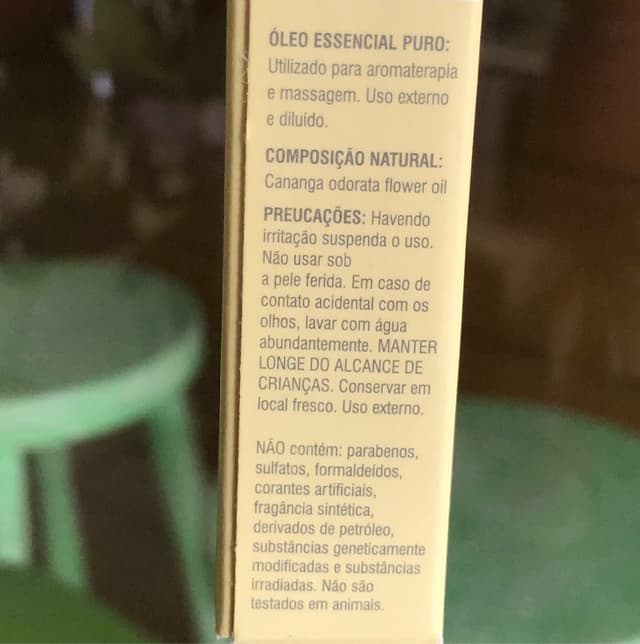 ÓLEO ESSENCIAL PURO:
Utilizado para aromaterapia
e massagem. Uso externo
e diluído.
COMPOSIÇÃO NATURAL:
Cananga odorata flower oil
PREUCAÇÕES: Havendo
irritação suspenda o uso.
Não usar sob
a pele ferida. Em caso de
contato acidental com os
olhos, lavar com água
abundantemente. MANTER
LONGE DO ALCANCE DE
CRIANÇAS. Conservar em
local fresco. Uso externo.
NÃO contém: parabenos,
sulfatos, formaldeídos,
corantes artificiais,
fragância sintética,
derivados de petróleo,
substâncias geneticamente
modificadas e substâncias
irradiadas. Não são
testados em animais.